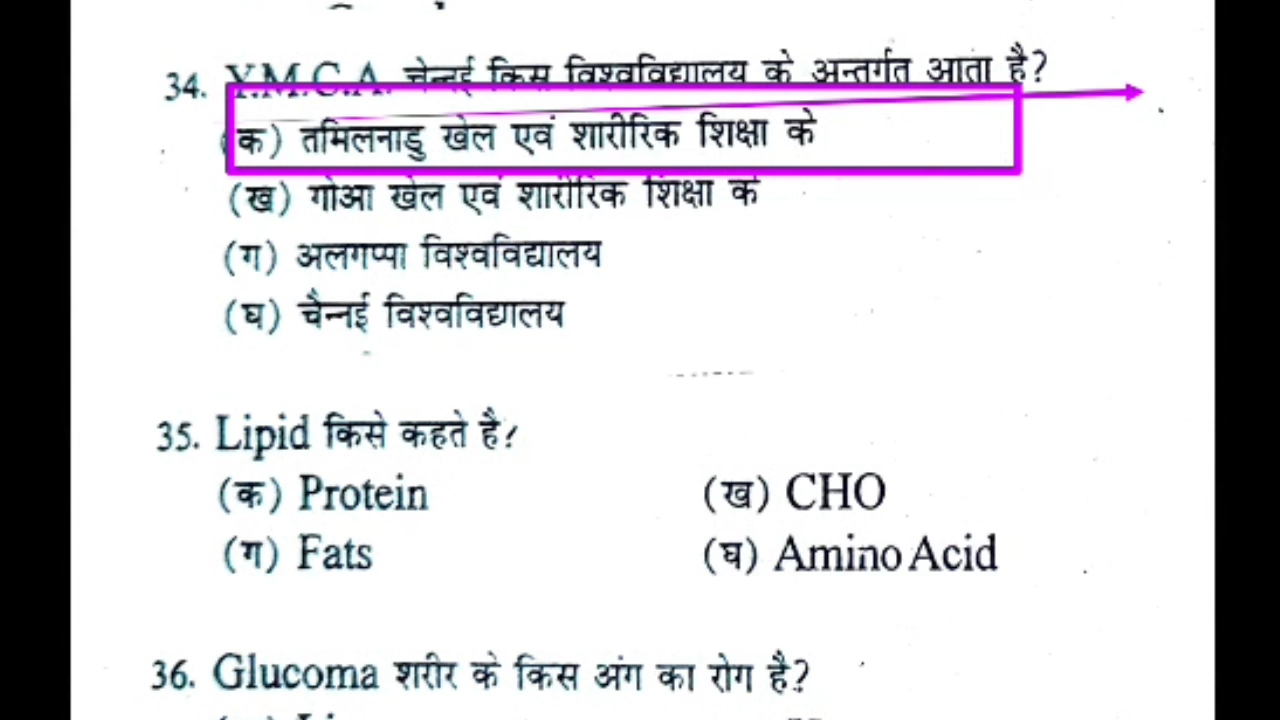 34. Y.M.C.A. चेन्नई किस विश्वविद्यालय के अन्तर्गत आता है?
(क) तमिलनाडु खेल एवं शारीरिक शिक्षा के
(ख) गोआ खेल एवं शारीरिक शिक्षा के
(ग) अलगप्पा विश्वविद्यालय
(घ) चैन्नई विश्वविद्यालय
35. Lipid किसे कहते है?
(क) Protein (ख) CHO
(ग) Fats (घ) Amino Acid
36. Glucoma शरीर के किस अंग का रोग है?